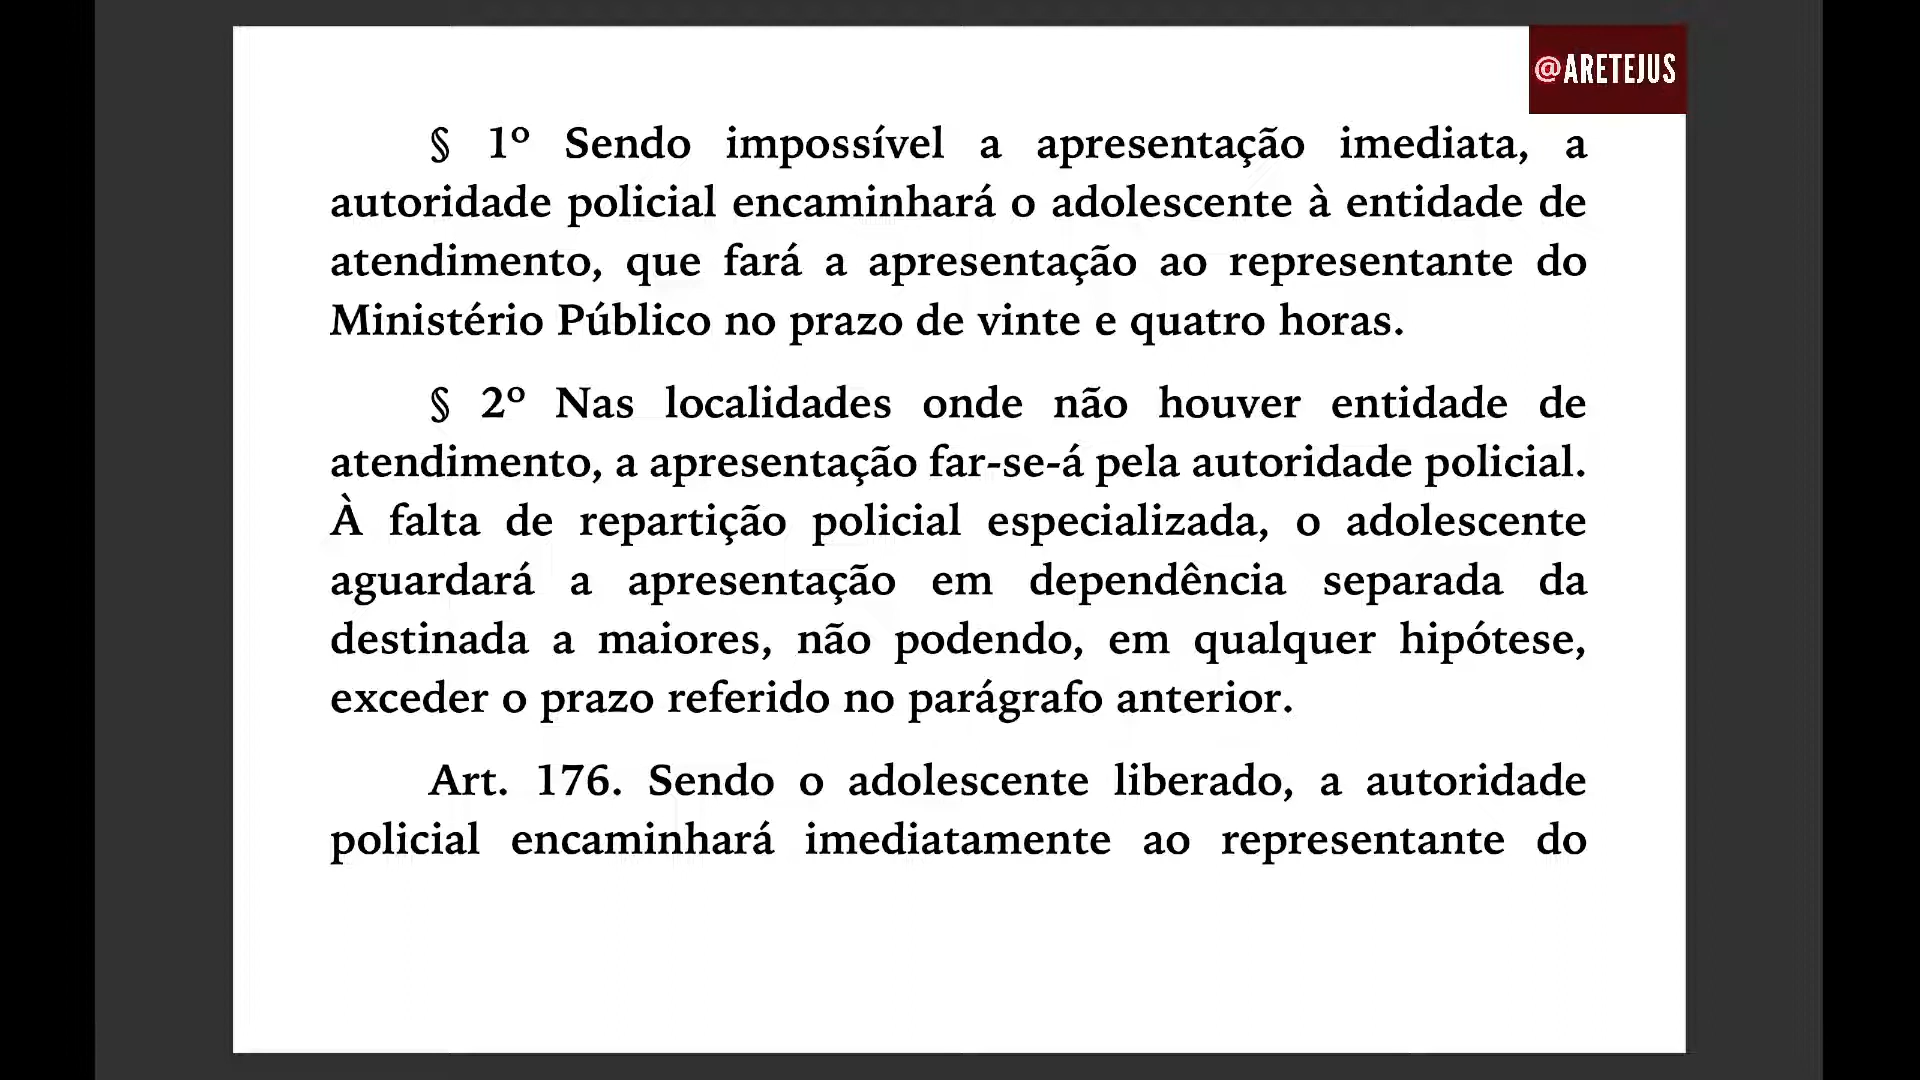 @ARETEJUS
§ 1º Sendo impossível a apresentação imediata, a
autoridade policial encaminhará o adolescente à entidade de
atendimento, que fará a apresentação ao representante do
Ministério Público no prazo de vinte e quatro horas.
§ 2º Nas localidades onde não houver entidade de
atendimento, a apresentação far-se-á pela autoridade policial.
À falta de repartição policial especializada, o adolescente
aguardará a apresentação em dependência separada da
destinada a maiores, não podendo, em qualquer hipótese,
exceder o prazo referido no parágrafo anterior.
Art. 176. Sendo o adolescente liberado, a autoridade
policial encaminhará imediatamente ao representante do